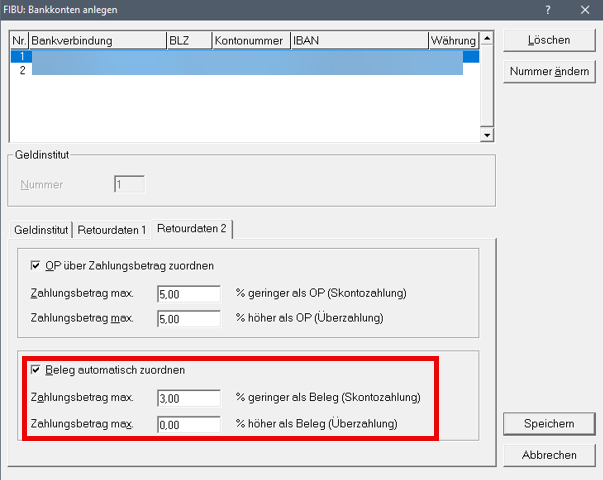 FIBU: Bankkonten anlegen ? ×
Nr. Bankverbindung BLZ Kontonummer IBAN Währung
1
2
Löschen
Nummer ändern
Geldinstitut
Nummer 1
Geldinstitut Retourdaten 1 Retourdaten 2
OP über Zahlungsbetrag zuordnen
Zahlungsbetrag max. 5,00 % geringer als OP (Skontozahlung)
Zahlungsbetrag max. 5,00 % höher als OP (Überzahlung)
Beleg automatisch zuordnen
Zahlungsbetrag max. 3,00 % geringer als Beleg (Skontozahlung)
Zahlungsbetrag max. 0,00 % höher als Beleg (Überzahlung)
Speichern
Abbrechen